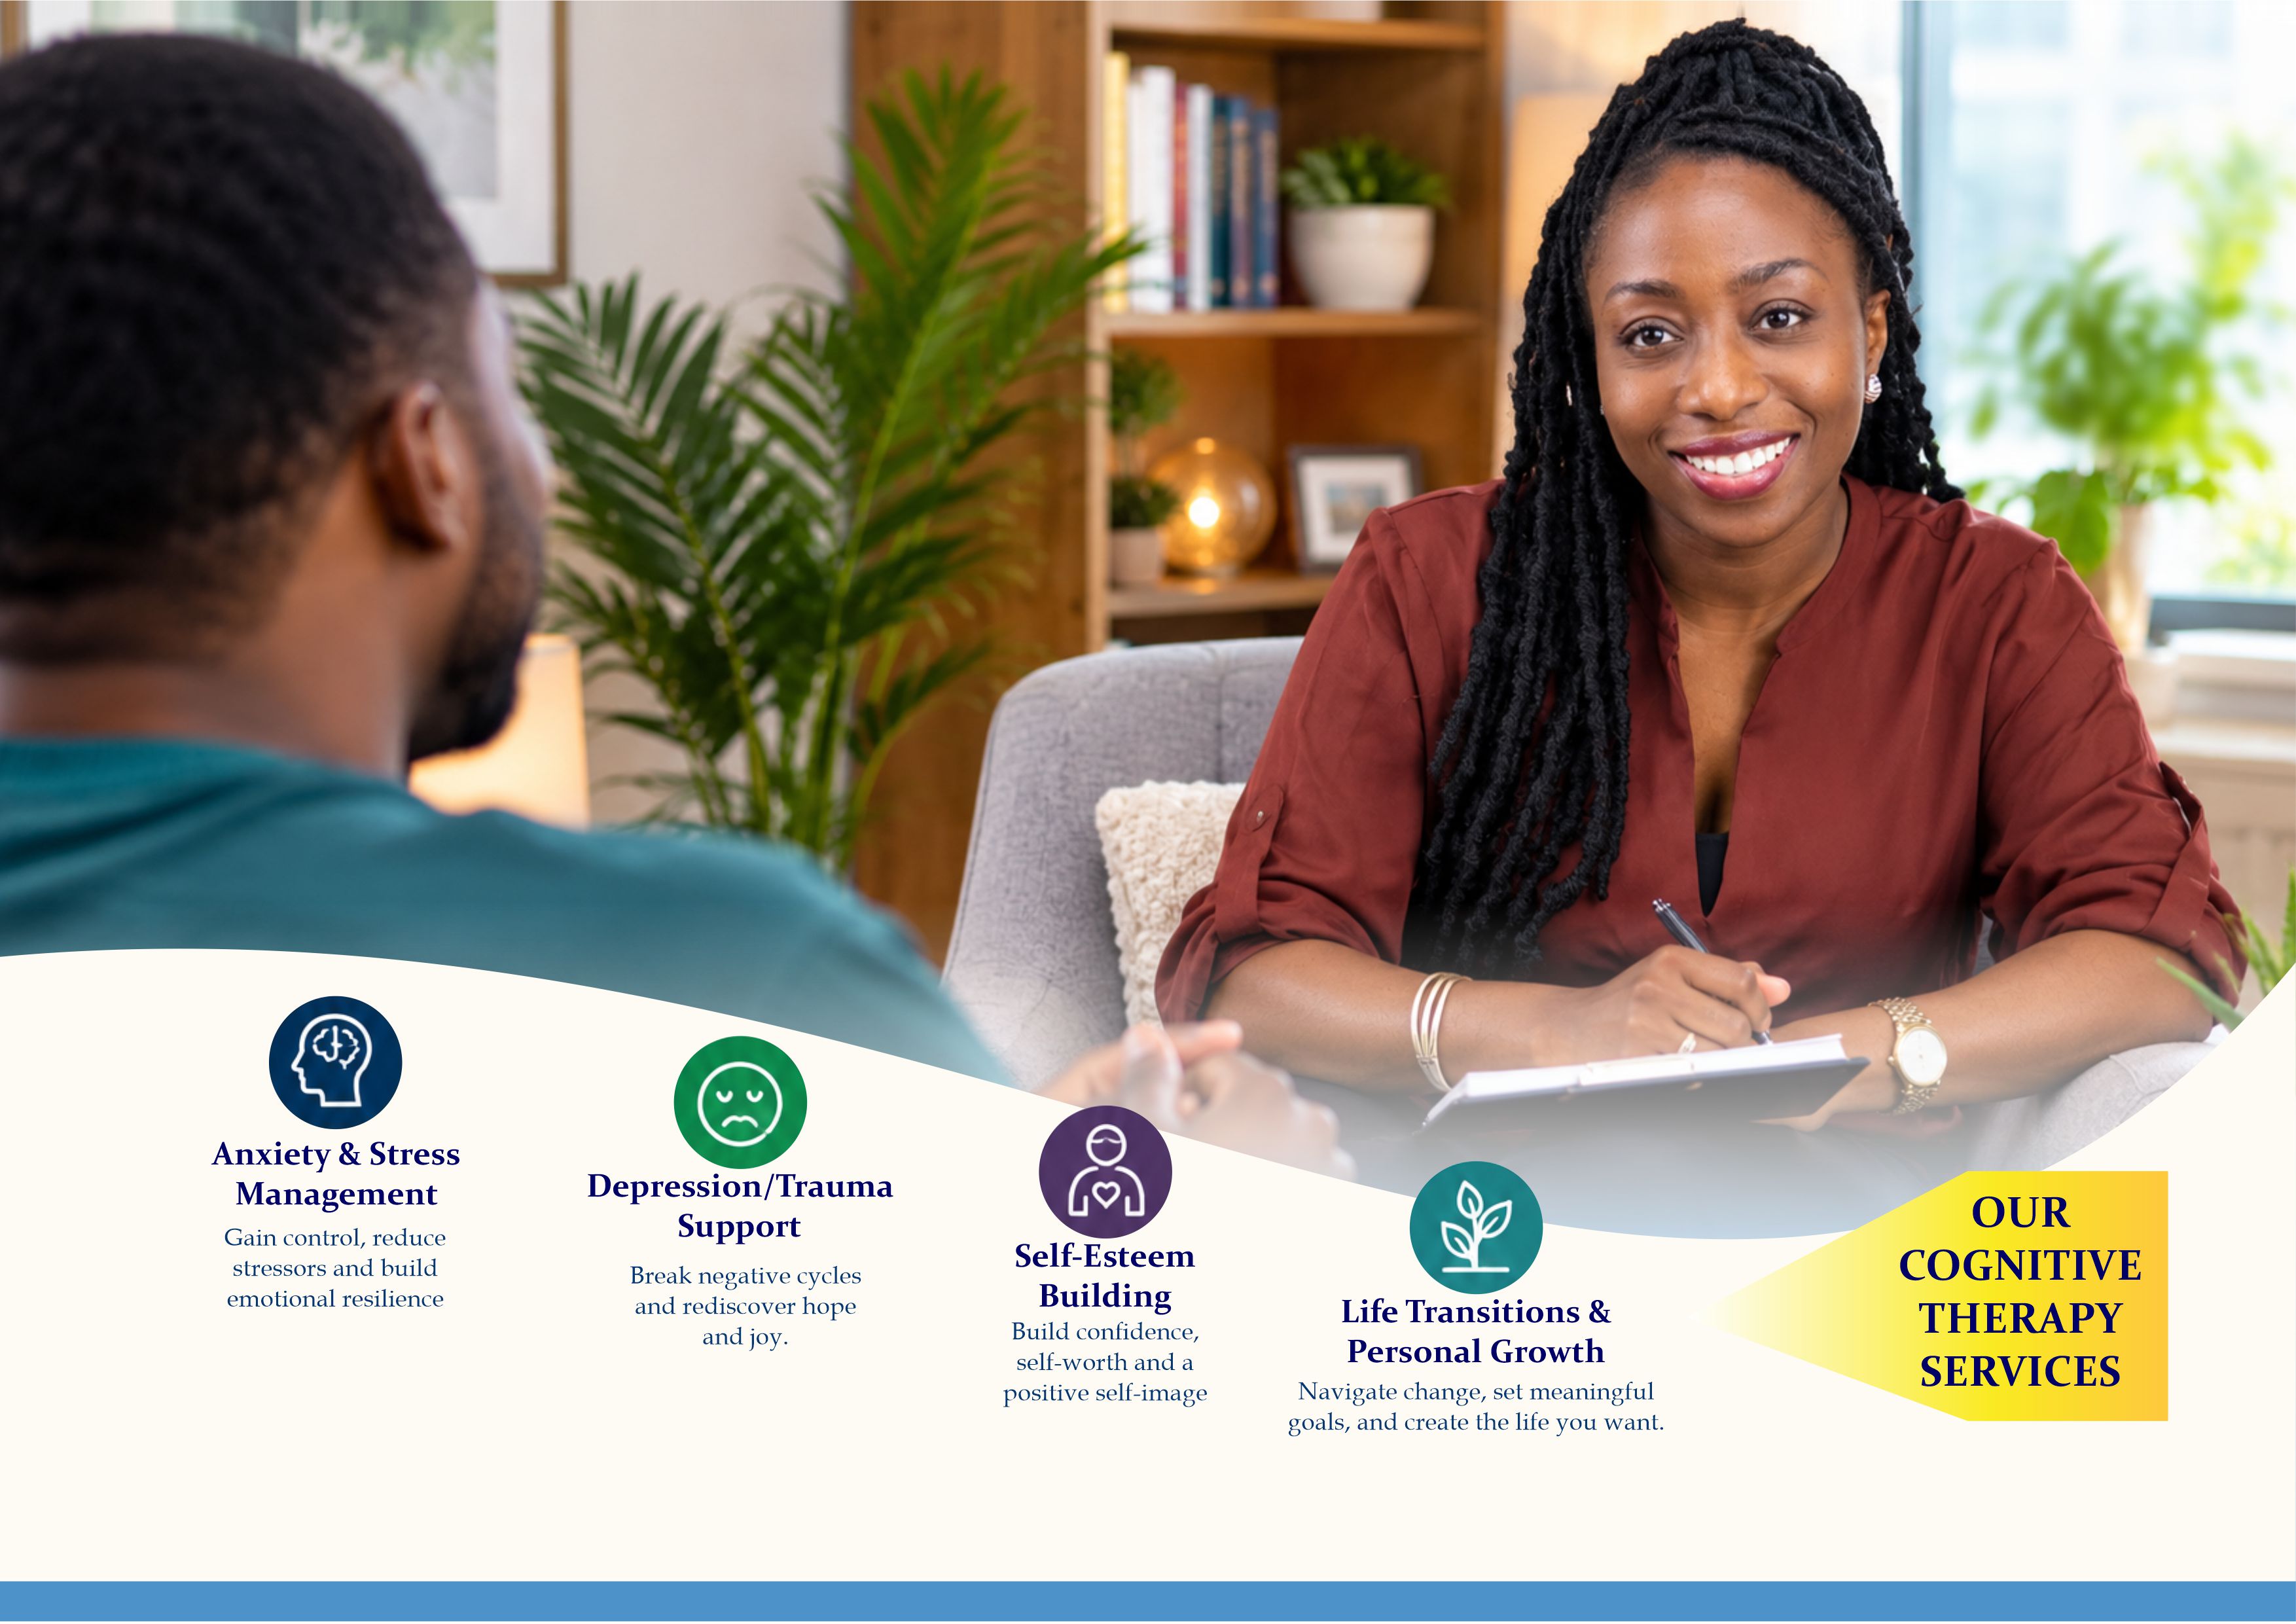 Anxiety & Stress
Management
Gain control, reduce
stressors and build
emotional resilience
Depression/Trauma
Support
Break negative cycles
and rediscover hope
and joy.
Self-Esteem
Building
Build confidence,
self-worth and a
positive self-image
Life Transitions &
Personal Growth
Navigate change, set meaningful
goals, and create the life you want.
OUR
COGNITIVE
THERAPY
SERVICES